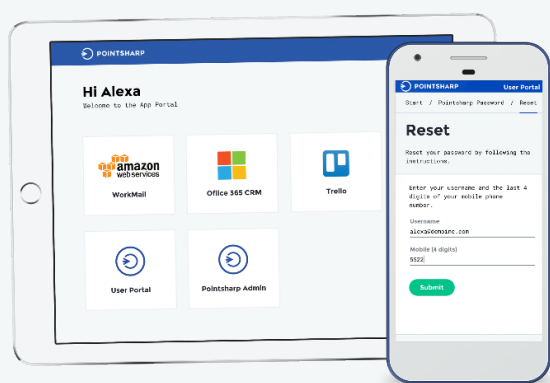 POINTSHARP
Hi Alexa
Welcome to the App Portal
amazon
web services
WorkMail
Office 365 CRM
Trello
User Portal
Pointsharp Admin
POINTSHARP
User Portal
Start / Pointsharp Password / Reset
Reset
Reset your password by following the
instructions.
Enter your username and the last 4
digits of your mobile phone
number.
Username
alexa@demoinc.com
Mobile (4 digits)
5522
Submit